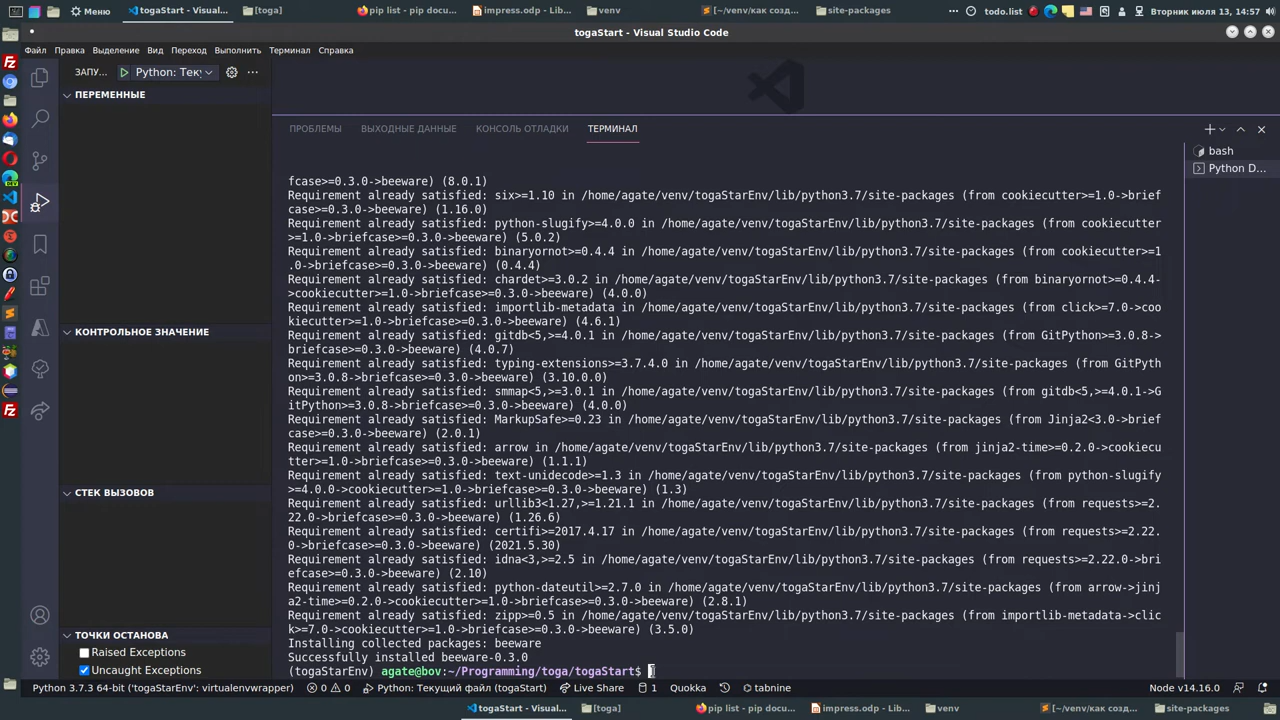 Меню
togaStart - Visual...
[toga]
pip list - pip docu...
impress.odp - Lib...
venv
[~/venv/как созд...
site-packages
todo.list
Вторник июля 13, 14:57
togaStart - Visual Studio Code
Файл Правка Выделение Вид Переход Выполнить Терминал Справка
ЗАПУ...
Python: Тек
ПЕРЕМЕННЫЕ
КОНТРОЛЬНОЕ ЗНАЧЕНИЕ
СТЕК ВЫЗОВОВ
ТОЧКИ ОСТАНОВА
Raised Exceptions
Uncaught Exceptions
ПРОБЛЕМЫ ВЫХОДНЫЕ ДАННЫЕ КОНСОЛЬ ОТЛАДКИ ТЕРМИНАЛ
bash
Python D...
fcase>=0.3.0->beeware) (8.0.1)
Requirement already satisfied: six>=1.10 in /home/agate/venv/togaStarEnv/lib/python3.7/site-packages (from cookiecutter>=1.0->brief
case>=0.3.0->beeware) (1.16.0)
Requirement already satisfied: python-slugify>=4.0.0 in /home/agate/venv/togaStarEnv/lib/python3.7/site-packages (from cookiecutter
>=1.0->briefcase>=0.3.0->beeware) (5.0.2)
Requirement already satisfied: binaryornot>=0.4.4 in /home/agate/venv/togaStarEnv/lib/python3.7/site-packages (from cookiecutter>=1
.0->briefcase>=0.3.0->beeware) (0.4.4)
Requirement already satisfied: chardet>=3.0.2 in /home/agate/venv/togaStarEnv/lib/python3.7/site-packages (from binaryornot>=0.4.4-
>cookiecutter>=1.0->briefcase>=0.3.0->beeware) (4.0.0)
Requirement already satisfied: importlib-metadata in /home/agate/venv/togaStarEnv/lib/python3.7/site-packages (from click>=7.0->coo
kiecutter>=1.0->briefcase>=0.3.0->beeware) (4.6.1)
Requirement already satisfied: gitdb<5,>=4.0.1 in /home/agate/venv/togaStarEnv/lib/python3.7/site-packages (from GitPython>=3.0.8->
briefcase>=0.3.0->beeware) (4.0.7)
Requirement already satisfied: typing-extensions>=3.7.4.0 in /home/agate/venv/togaStarEnv/lib/python3.7/site-packages (from GitPyth
on>=3.0.8->briefcase>=0.3.0->beeware) (3.10.0.0)
Requirement already satisfied: smmap<5,>=3.0.1 in /home/agate/venv/togaStarEnv/lib/python3.7/site-packages (from gitdb<5,>=4.0.1->G
itPython>=3.0.8->briefcase>=0.3.0->beeware) (4.0.0)
Requirement already satisfied: MarkupSafe>=0.23 in /home/agate/venv/togaStarEnv/lib/python3.7/site-packages (from Jinja2<3.0->brief
case>=0.3.0->beeware) (2.0.1)
Requirement already satisfied: arrow in /home/agate/venv/togaStarEnv/lib/python3.7/site-packages (from jinja2-time>=0.2.0->cookiecu
tter>=1.0->briefcase>=0.3.0->beeware) (1.1.1)
Requirement already satisfied: text-unidecode>=1.3 in /home/agate/venv/togaStarEnv/lib/python3.7/site-packages (from python-slugify
>=4.0.0->cookiecutter>=1.0->briefcase>=0.3.0->beeware) (1.3)
Requirement already satisfied: urllib3<1.27,>=1.21.1 in /home/agate/venv/togaStarEnv/lib/python3.7/site-packages (from requests>=2.
22.0->briefcase>=0.3.0->beeware) (1.26.6)
Requirement already satisfied: certifi>=2017.4.17 in /home/agate/venv/togaStarEnv/lib/python3.7/site-packages (from requests>=2.22.
0->briefcase>=0.3.0->beeware) (2021.5.30)
Requirement already satisfied: idna<3,>=2.5 in /home/agate/venv/togaStarEnv/lib/python3.7/site-packages (from requests>=2.22.0->bri
efcase>=0.3.0->beeware) (2.10)
Requirement already satisfied: python-dateutil>=2.7.0 in /home/agate/venv/togaStarEnv/lib/python3.7/site-packages (from arrow->jinj
a2-time>=0.2.0->cookiecutter>=1.0->briefcase>=0.3.0->beeware) (2.8.1)
Requirement already satisfied: zipp>=0.5 in /home/agate/venv/togaStarEnv/lib/python3.7/site-packages (from importlib-metadata->clic
k>=7.0->cookiecutter>=1.0->briefcase>=0.3.0->beeware) (3.5.0)
Installing collected packages: beeware
Successfully installed beeware-0.3.0
(togaStarEnv) agate@bov:~/Programming/toga/togaStart$
Python 3.7.3 64-bit ('togaStarEnv': virtualenvwrapper) 0 0 Python: Текущий файл (togaStart) Live Share 1 Quokka tabnine Node v14.16.0
togaStart - Visual...
[toga]
pip list - pip docu...
impress.odp - Lib...
venv
[~/venv/как созд...
site-packages